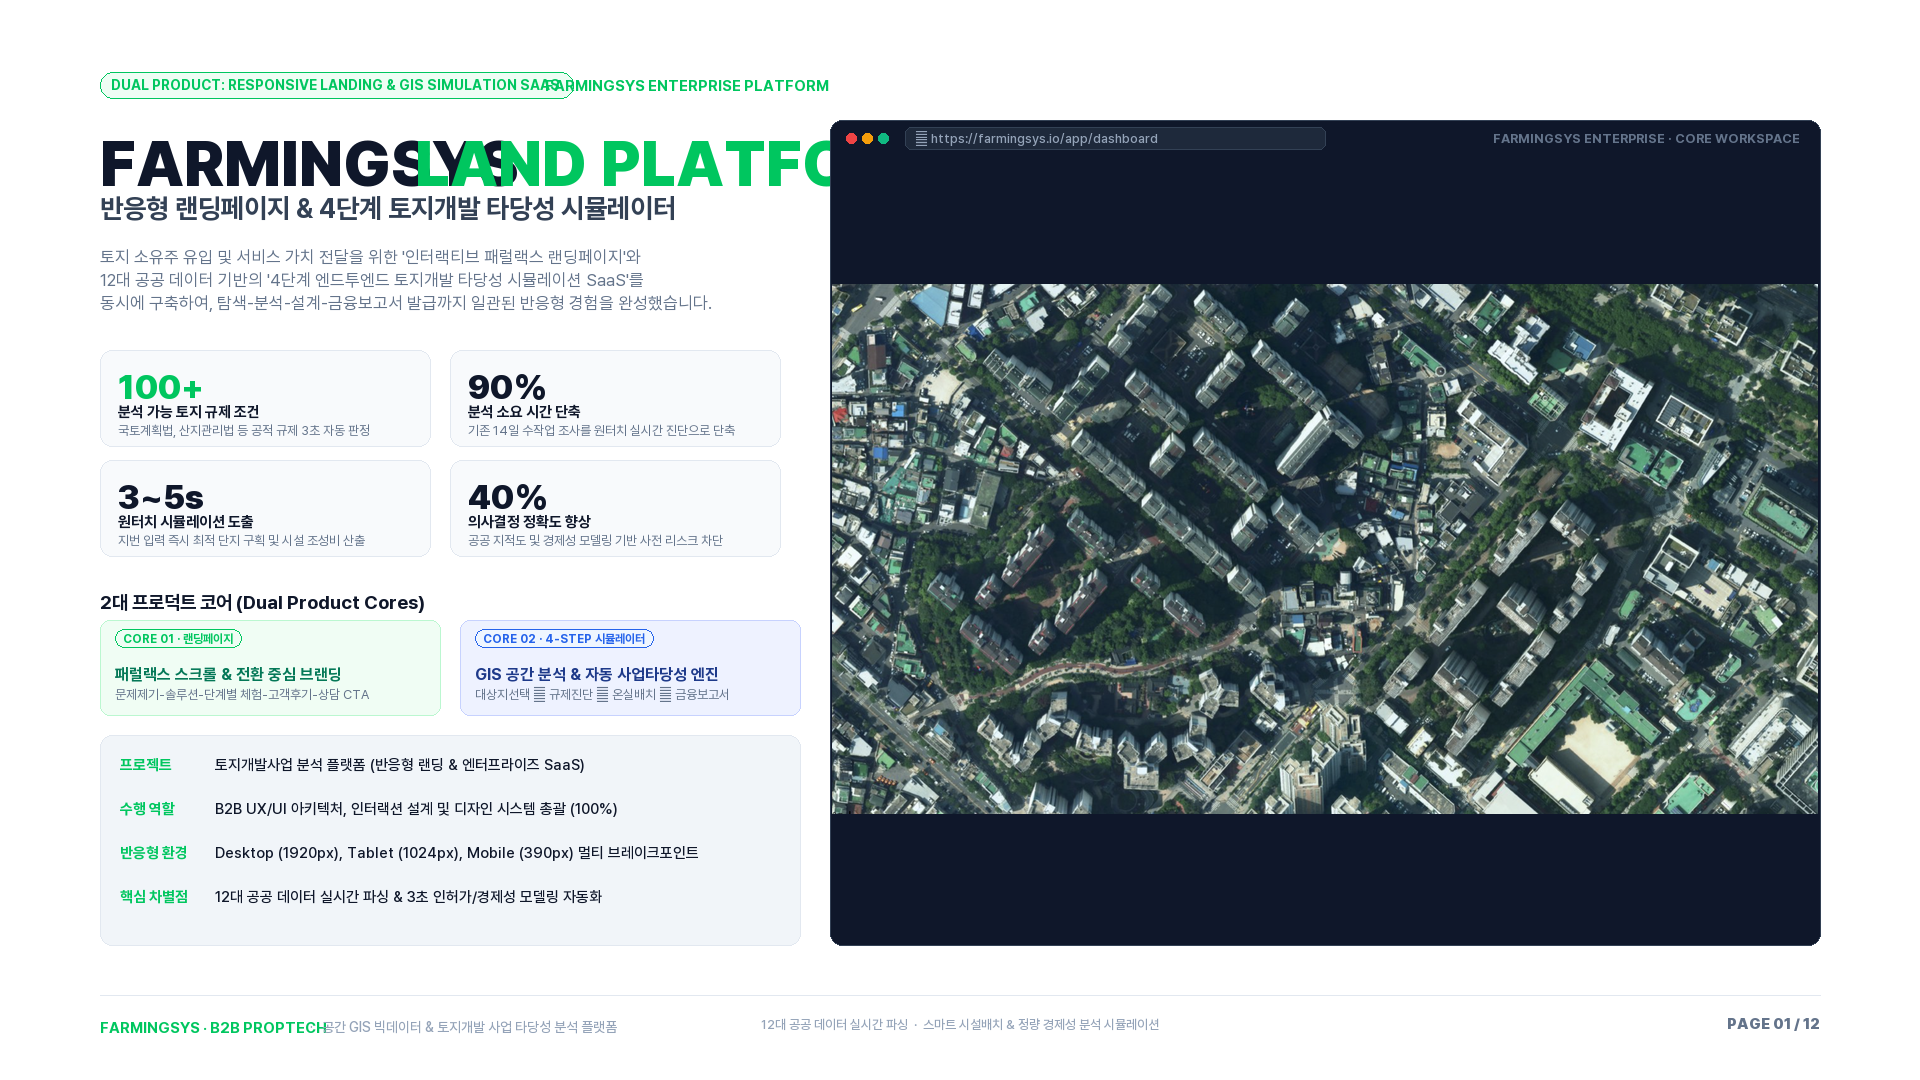 DUAL PRODUCT: RESPONSIVE LANDING & GIS SIMULATION SAAS
FARMINGSYS ENTERPRISE PLATFORM
FARMINGSYS
LAND PLATFO
반응형 랜딩페이지 & 4단계 토지개발 타당성 시뮬레이터
토지 소유주 유입 및 서비스 가치 전달을 위한 '인터랙티브 패럴랙스 랜딩페이지'와
12대 공공 데이터 기반의 '4단계 엔드투엔드 토지개발 타당성 시뮬레이션 SaaS'를
동시에 구축하여, 탐색-분석-설계-금융보고서 발급까지 일관된 반응형 경험을 완성했습니다.
100+
분석 가능 토지 규제 조건
국토계획법, 산지관리법 등 공적 규제 3초 자동 판정
90%
분석 소요 시간 단축
기존 14일 수작업 조사를 원터치 실시간 진단으로 단축
3~5s
원터치 시뮬레이션 도출
지번 입력 즉시 최적 단지 구획 및 시설 조성비 산출
40%
의사결정 정확도 향상
공공 지적도 및 경제성 모델링 기반 사전 리스크 차단
2대 프로덕트 코어 (Dual Product Cores)
CORE 01 · 랜딩페이지
패럴랙스 스크롤 & 전환 중심 브랜딩
문제제기-솔루션-단계별 체험-고객후기-상담 CTA
CORE 02 · 4-STEP 시뮬레이터
GIS 공간 분석 & 자동 사업타당성 엔진
대상지선택 ▤ 규제진단 ▤ 온실배치 ▤ 금융보고서
프로젝트 토지개발사업 분석 플랫폼 (반응형 랜딩 & 엔터프라이즈 SaaS)
수행 역할 B2B UX/UI 아키텍처, 인터랙션 설계 및 디자인 시스템 총괄 (100%)
반응형 환경 Desktop (1920px), Tablet (1024px), Mobile (390px) 멀티 브레이크포인트
핵심 차별점 12대 공공 데이터 실시간 파싱 & 3초 인허가/경제성 모델링 자동화
▤ https://farmingsys.io/app/dashboard
FARMINGSYS ENTERPRISE · CORE WORKSPACE
FARMINGSYS · B2B PROPTECH
공간 GIS 빅데이터 & 토지개발 사업 타당성 분석 플랫폼
12대 공공 데이터 실시간 파싱 · 스마트 시설배치 & 정량 경제성 분석 시뮬레이션
PAGE 01 / 12